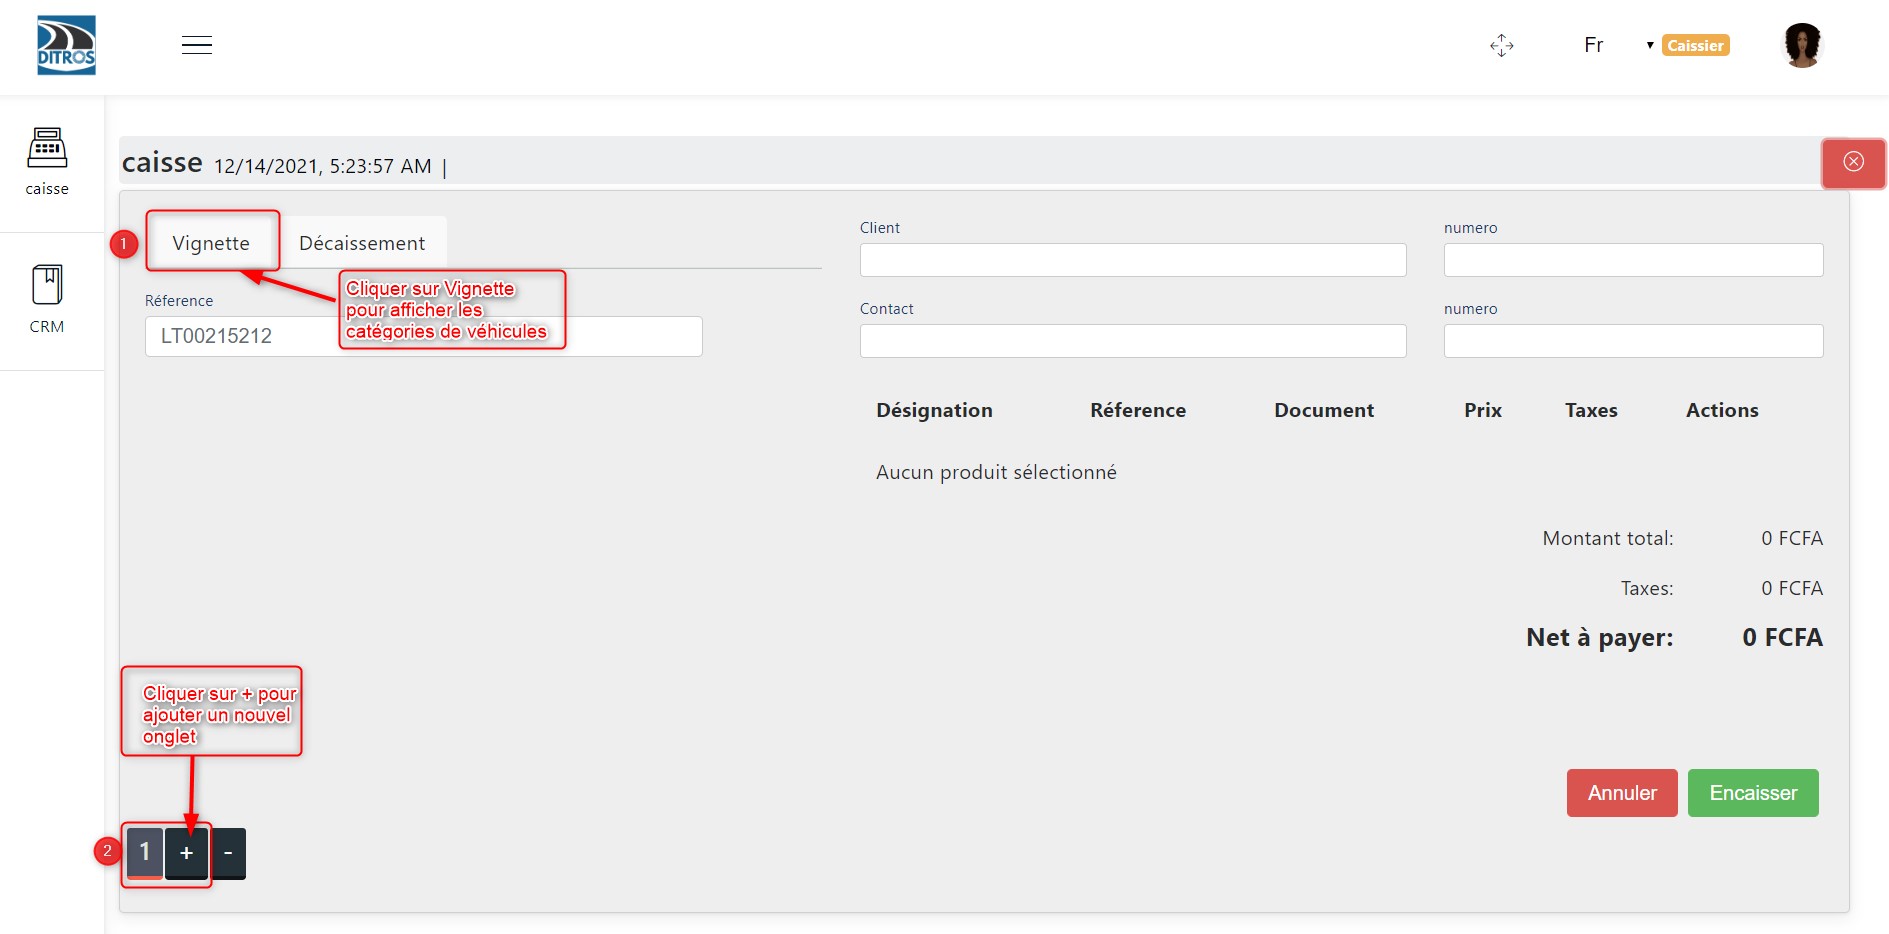 DITROS
Fr
▾ Caissier
caisse
CRM
caisse 12/14/2021, 5:23:57 AM |
1
Vignette
Décaissement
Cliquer sur Vignette
pour afficher les
catégories de véhicules
Réference
LT00215212
Client
numero
Contact
numero
Désignation Réference Document Prix Taxes Actions
Aucun produit sélectionné
Montant total: 0 FCFA
Taxes: 0 FCFA
Net à payer: 0 FCFA
Cliquer sur + pour
ajouter un nouvel
onglet
Annuler
Encaisser
2
1 + -